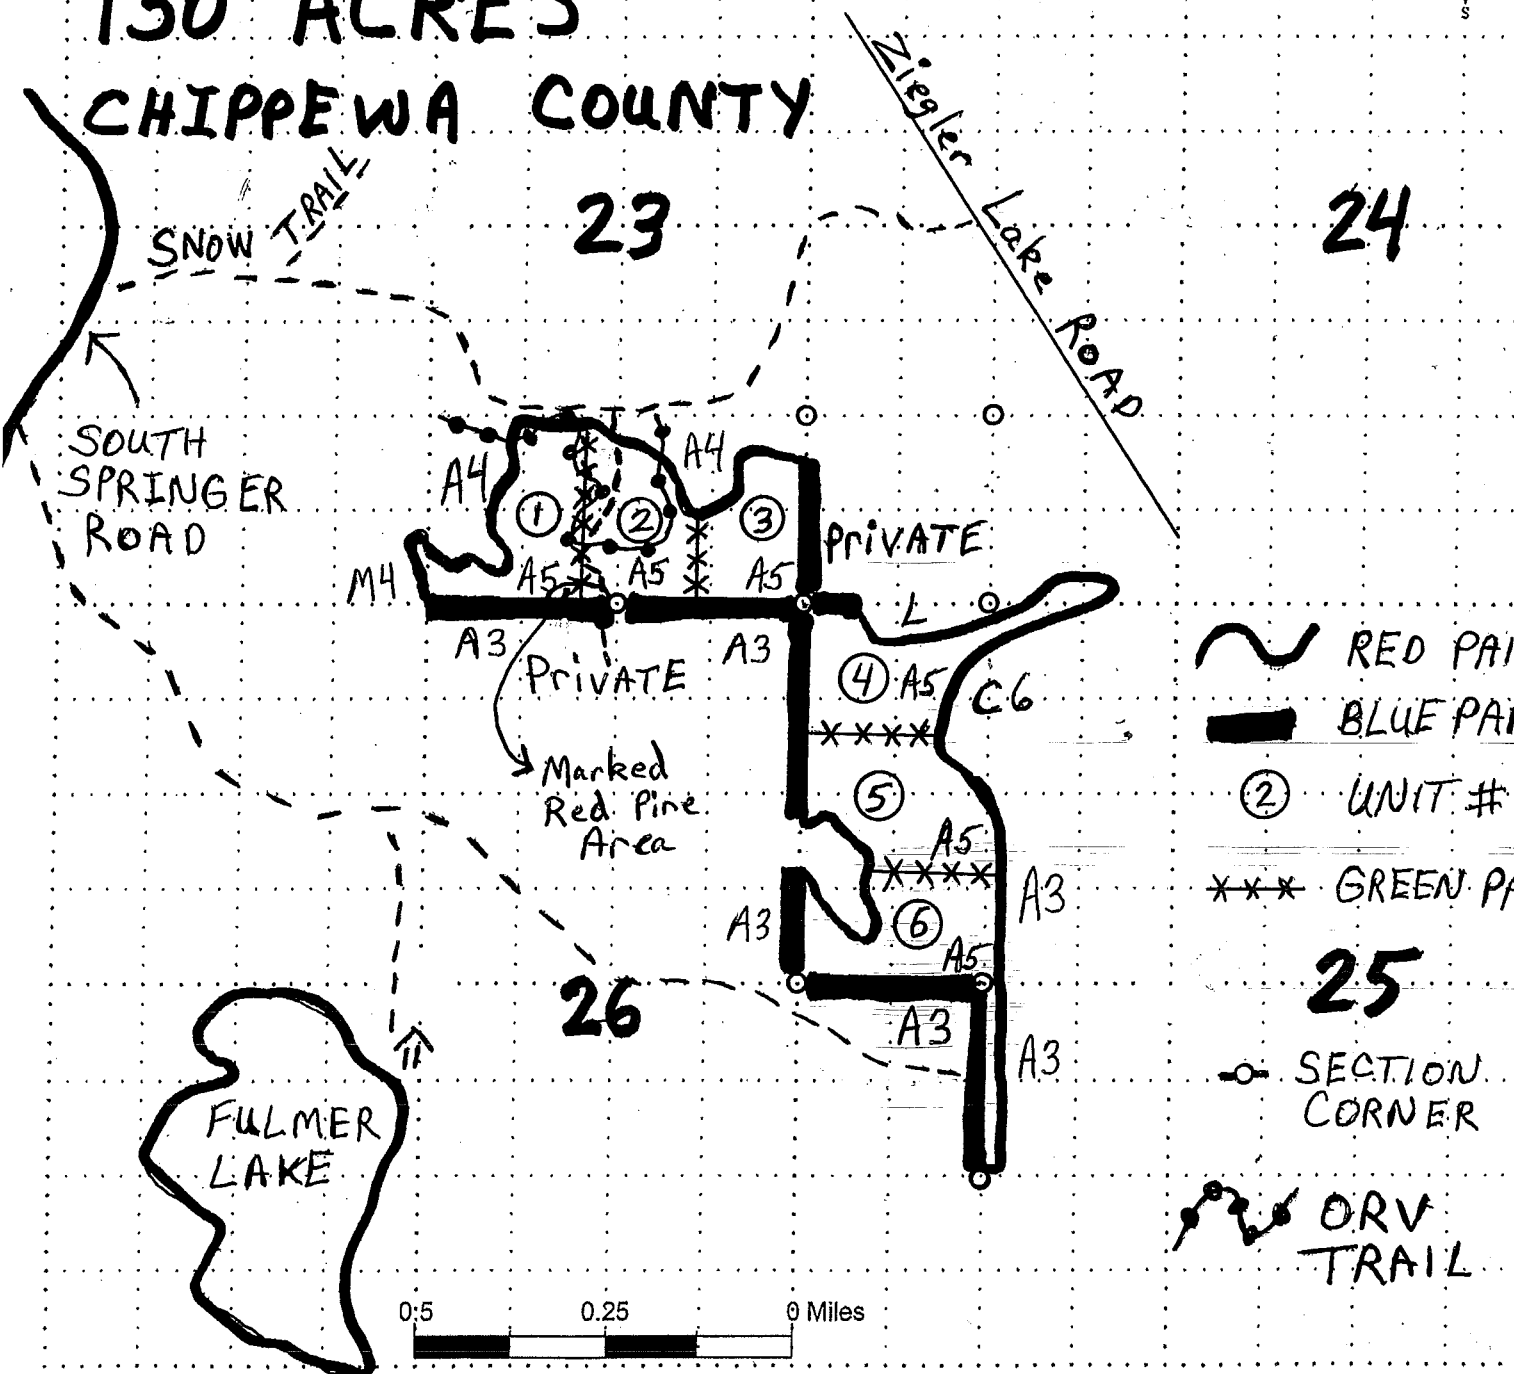 130 ACRES
CHIPPEWA COUNTY
S
Ziegler Lake ROAD
SNOW TRAIL
23
24
SOUTH
SPRINGER
ROAD
A4
A4
1
2
3
PRIVATE
M4
A5
A5
A5
A3
A3
PRIVATE
L
4
A5
C6
Marked
Red Pine
Area
5
A5
A3
A3
6
A5
A3
A3
26
25
FULMER
LAKE
RED PAI
BLUE PAI
2 UNIT #
GREEN PA
SECTION
CORNER
ORV
TRAIL
0.5 0.25 0 Miles